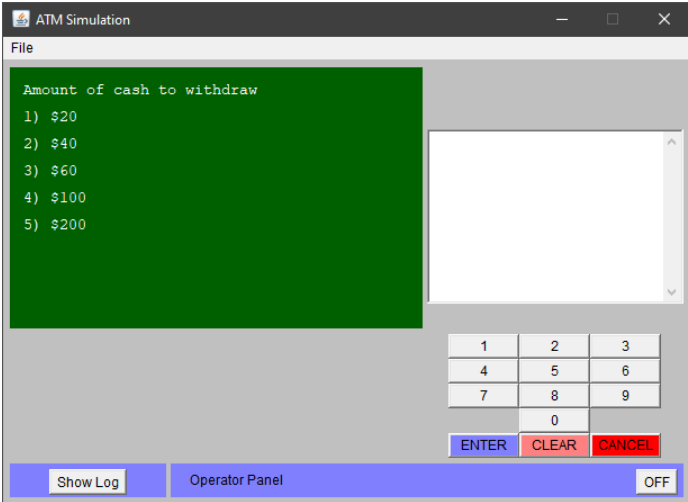 ATM Simulation
File
Amount of cash to withdraw
1) $20
2) $40
3) $60
4) $100
5) $200
1 2 3
4 5 6
7 8 9
0
ENTER CLEAR CANCEL
Show Log Operator Panel OFF